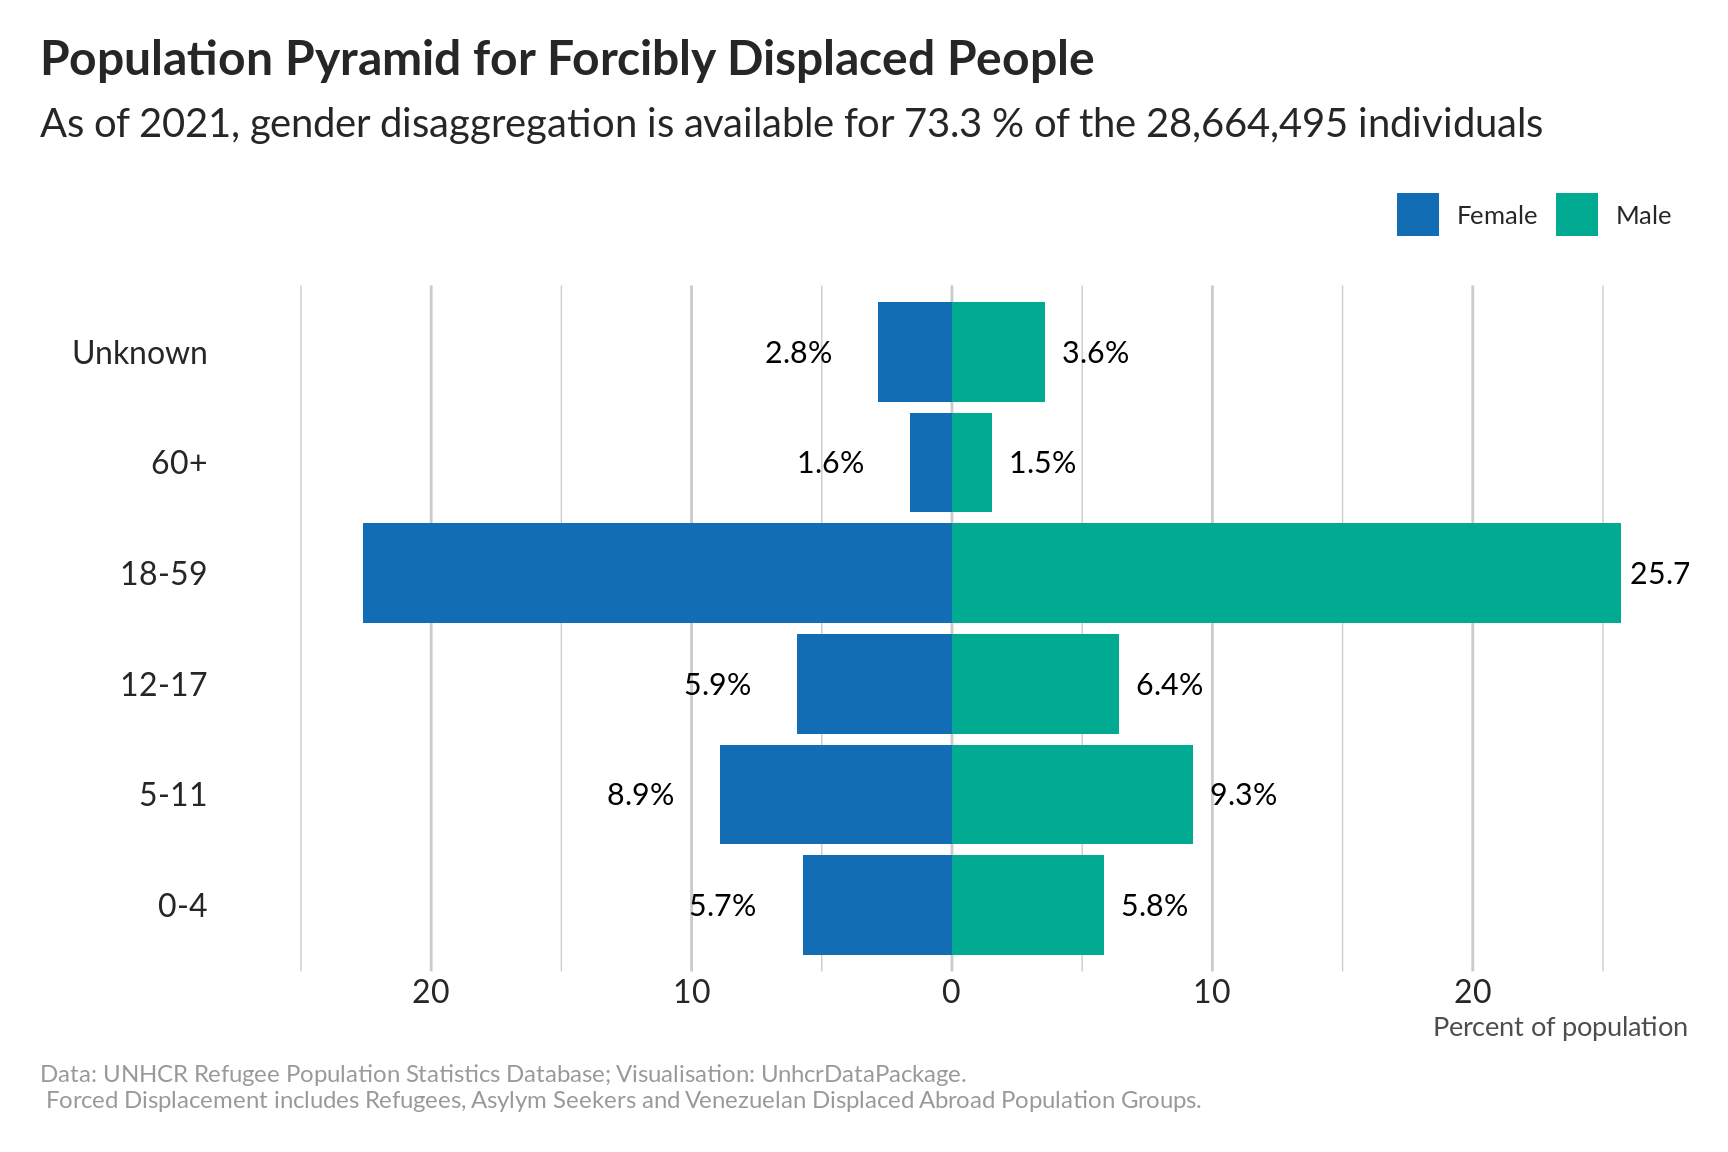 Population Pyramid for Forcibly Displaced People
As of 2021, gender disaggregation is available for 73.3 % of the 28,664,495 individuals
Female Male
Unknown 2.8% 3.6%
60+ 1.6% 1.5%
18-59 25.7
12-17 5.9% 6.4%
5-11 8.9% 9.3%
0-4 5.7% 5.8%
20 10 0 10 20
Percent of population
Data: UNHCR Refugee Population Statistics Database; Visualisation: UnhcrDataPackage.
Forced Displacement includes Refugees, Asylym Seekers and Venezuelan Displaced Abroad Population Groups.